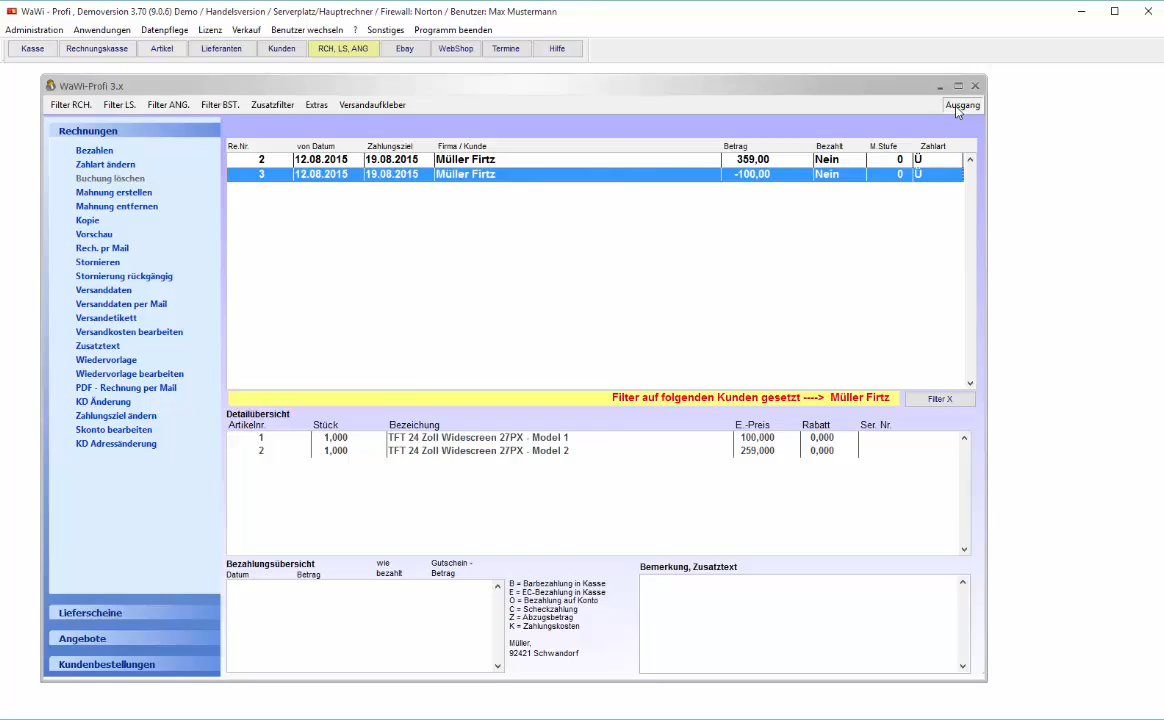 WaWi - Profi , Demoversion 3.70 (9.0.6) Demo / Handelsversion / Serverplatz/Hauptrechner / Firewall: Norton / Benutzer: Max Mustermann
Administration Anwendungen Datenpflege Lizenz Verkauf Benutzer wechseln ? Sonstiges Programm beenden
Kasse Rechnungskasse Artikel Lieferanten Kunden RCH, LS, ANG Ebay WebShop Termine Hilfe
WaWi-Profi 3.x
Filter RCH. Filter LS. Filter ANG. Filter BST. Zusatzfilter Extras Versandaufkleber Ausgang
Rechnungen
Bezahlen
Zahlart ändern
Buchung löschen
Mahnung erstellen
Mahnung entfernen
Kopie
Vorschau
Rech. pr Mail
Stornieren
Stornierung rückgängig
Versanddaten
Versanddaten per Mail
Versandetikett
Versandkosten bearbeiten
Zusatztext
Wiedervorlage
Wiedervorlage bearbeiten
PDF - Rechnung per Mail
KD Änderung
Zahlungsziel ändern
Skonto bearbeiten
KD Adressänderung
Lieferscheine
Angebote
Kundenbestellungen
Re.Nr. von Datum Zahlungsziel Firma / Kunde Betrag Bezahlt M.Stufe Zahlart
2 12.08.2015 19.08.2015 Müller Firtz 359,00 Nein 0 Ü
3 12.08.2015 19.08.2015 Müller Firtz -100,00 Nein 0 Ü
Filter auf folgenden Kunden gesetzt ----> Müller Firtz Filter X
Detailübersicht
Artikelnr. Stück Bezeichung E.-Preis Rabatt Ser. Nr.
1 1,000 TFT 24 Zoll Widescreen 27PX - Model 1 100,000 0,000
2 1,000 TFT 24 Zoll Widescreen 27PX - Model 2 259,000 0,000
Bezahlungsübersicht wie bezahlt Gutschein - Betrag
Datum Betrag
B = Barbezahlung in Kasse
E = EC-Bezahlung in Kasse
O = Bezahlung auf Konto
C = Scheckzahlung
Z = Abzugsbetrag
K = Zahlungskosten
Müller,
92421 Schwandorf
Bemerkung, Zusatztext